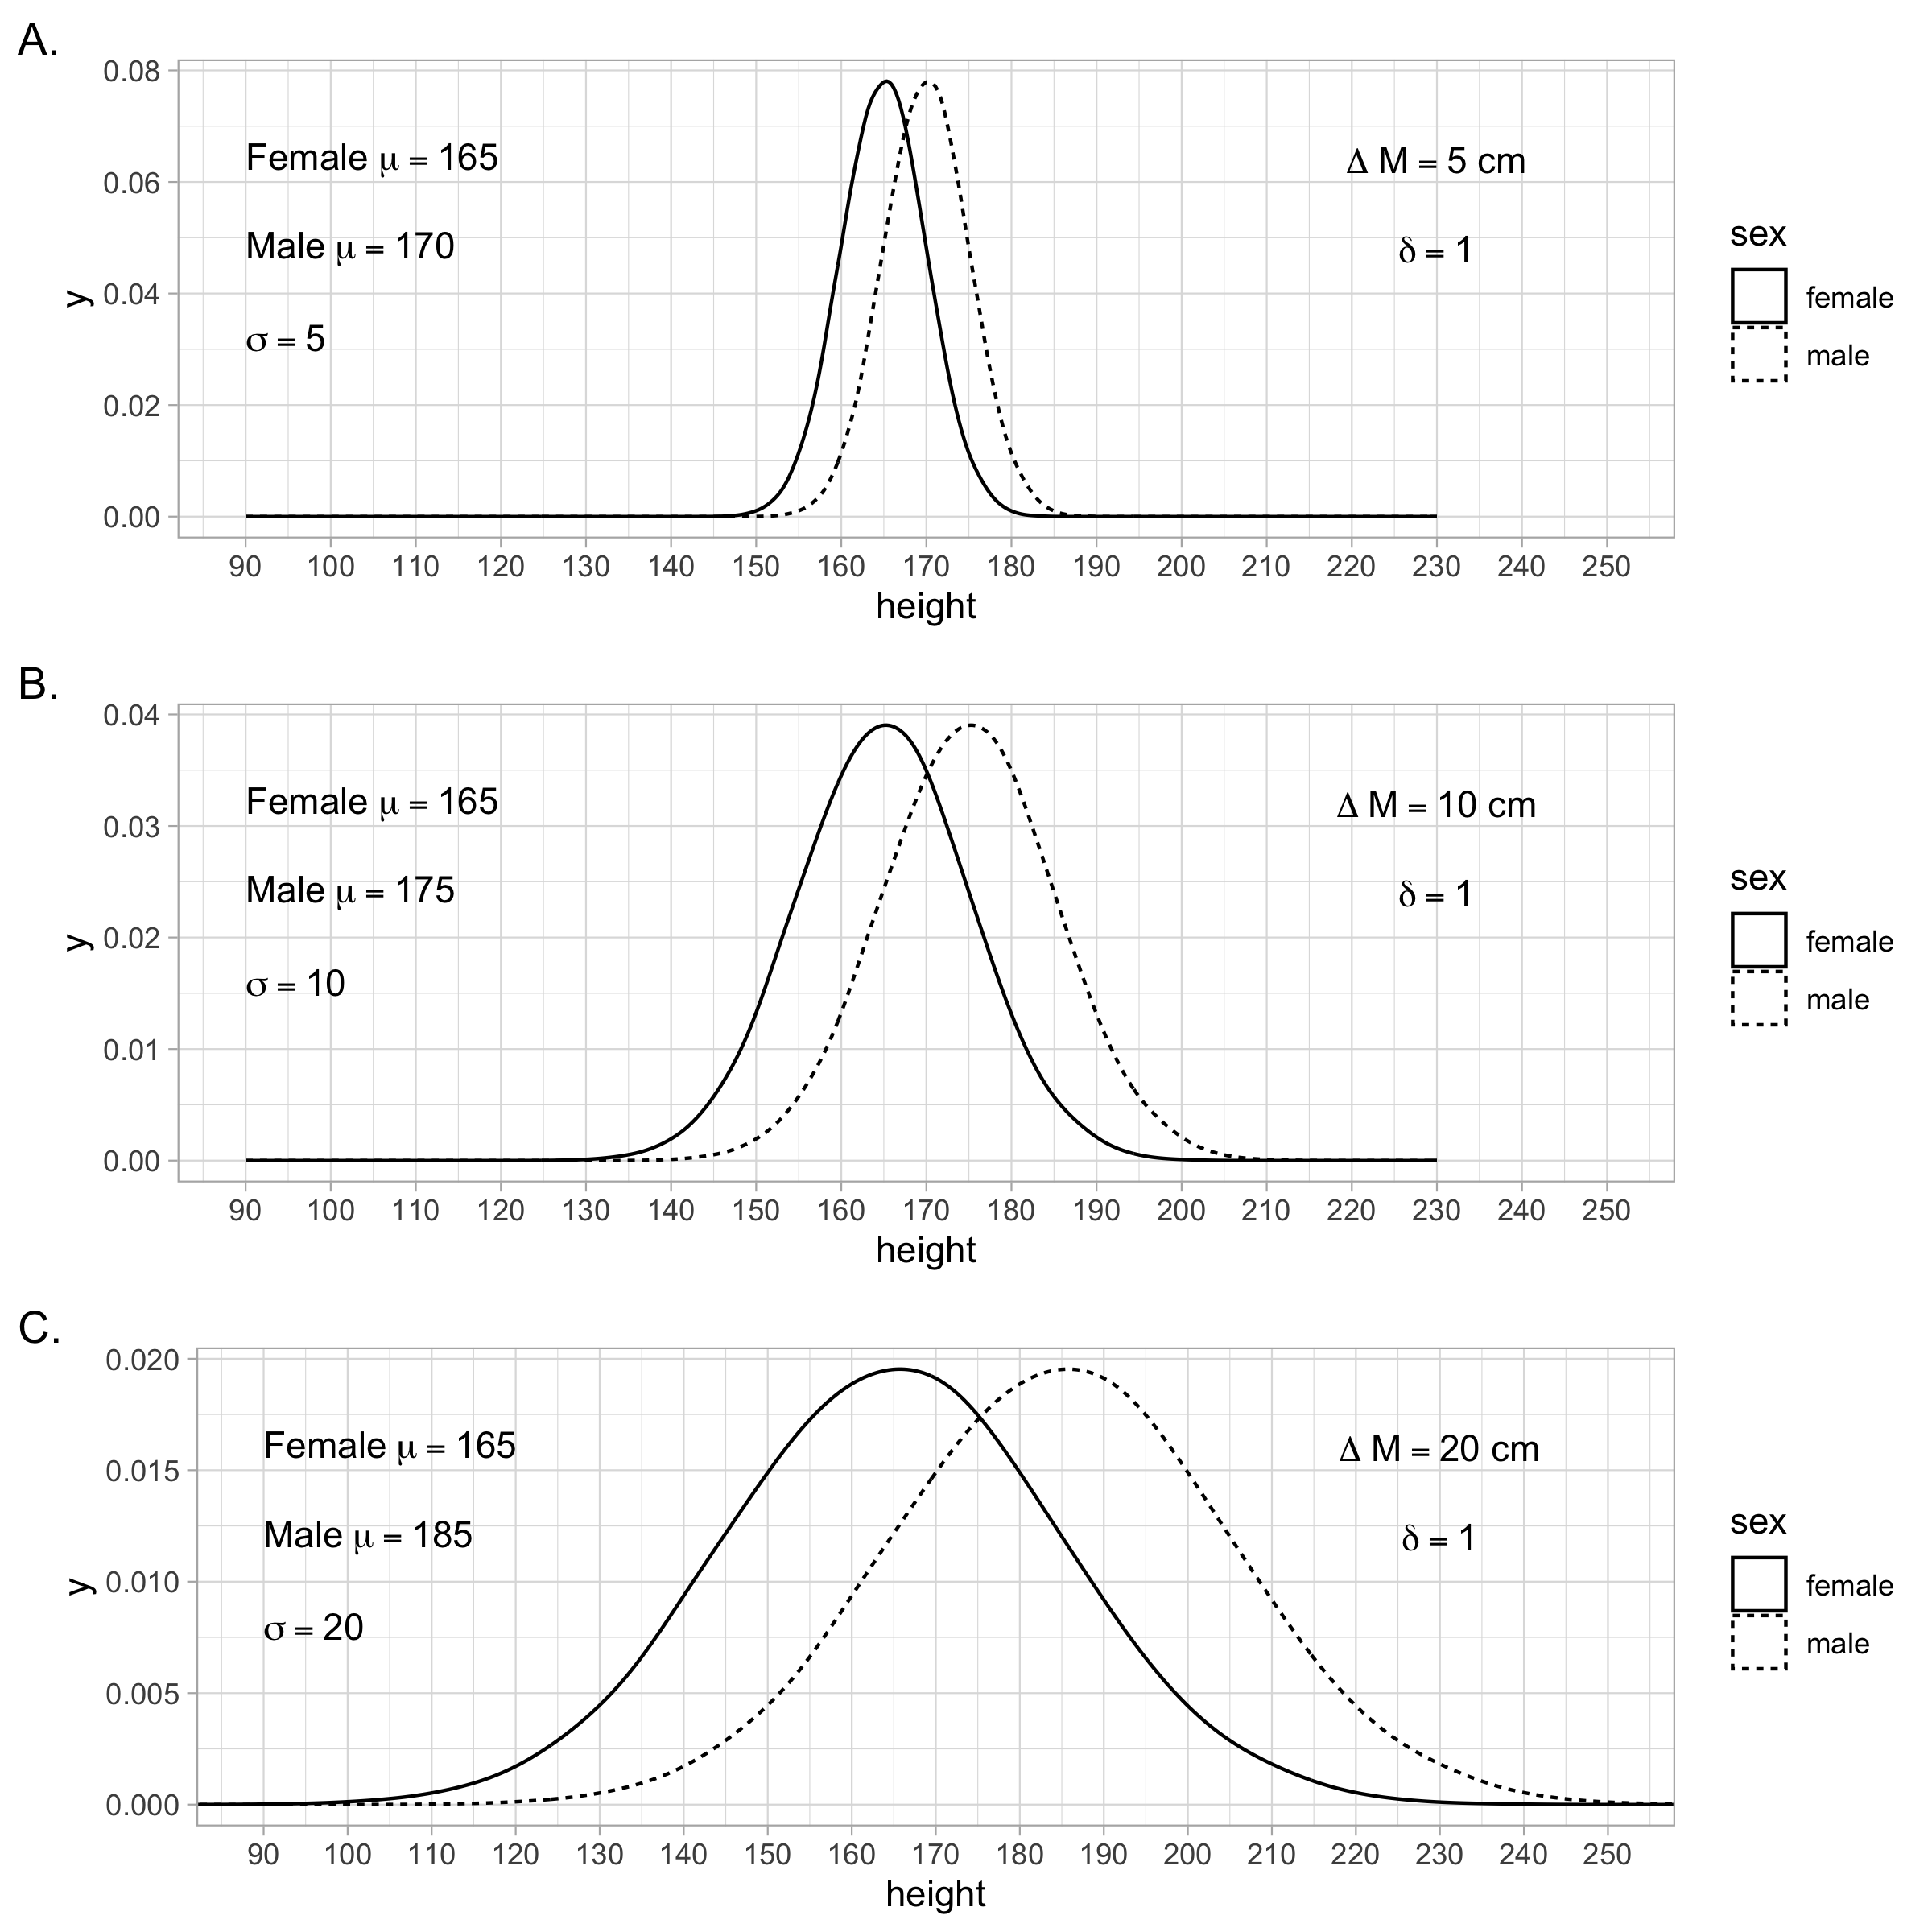 A.
0.08
0.06
0.04
0.02
0.00
y
Female μ = 165
Male μ = 170
σ = 5
Δ M = 5 cm
δ = 1
90 100 110 120 130 140 150 160 170 180 190 200 210 220 230 240 250
height
sex
female
male
B.
0.04
0.03
0.02
0.01
0.00
y
Female μ = 165
Male μ = 175
σ = 10
Δ M = 10 cm
δ = 1
90 100 110 120 130 140 150 160 170 180 190 200 210 220 230 240 250
height
sex
female
male
C.
0.020
0.015
0.010
0.005
0.000
y
Female μ = 165
Male μ = 185
σ = 20
Δ M = 20 cm
δ = 1
90 100 110 120 130 140 150 160 170 180 190 200 210 220 230 240 250
height
sex
female
male